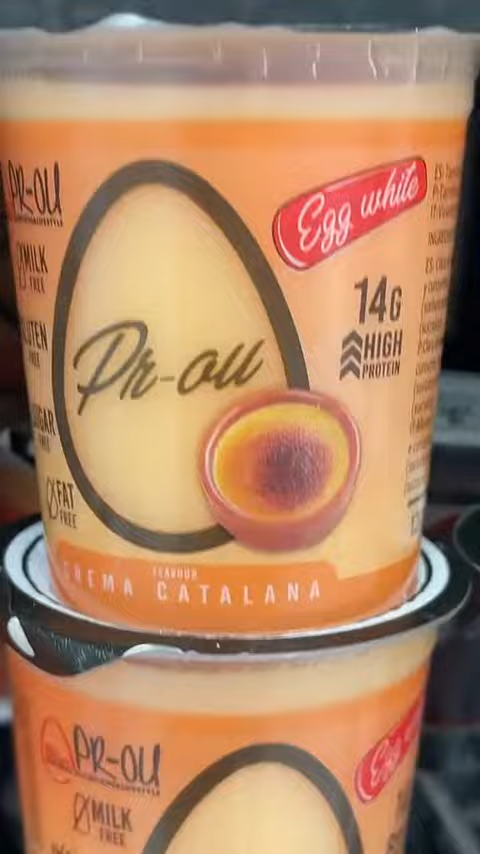 PR-OU
Ø MILK
FREE
GLUTEN
FREE
SUGAR
FREE
Ø FAT
FREE
Pr-ou
Egg white
14G
HIGH
PROTEIN
FLAVOUR
CREMA CATALANA
PR-OU
Ø MILK
FREE
Egg